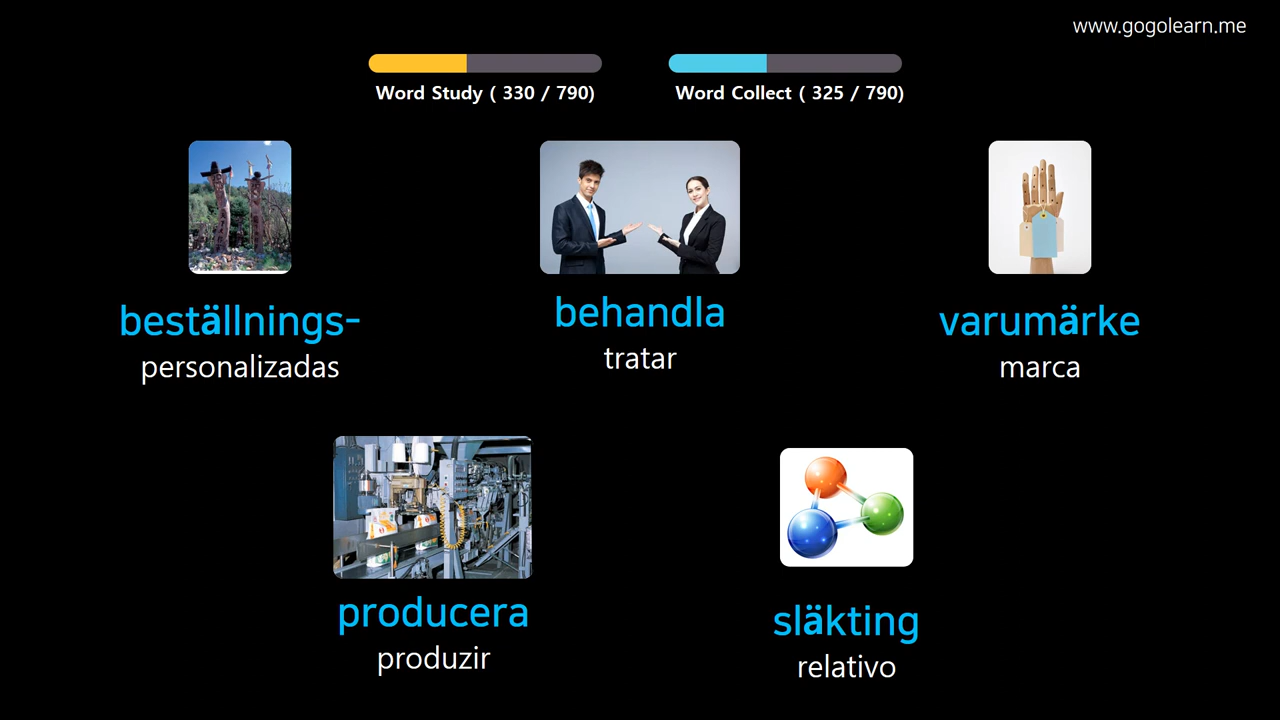 www.gogolearn.me
Word Study ( 330 / 790)
Word Collect ( 325 / 790)
beställnings-
personalizadas
behandla
tratar
varumärke
marca
producera
produzir
släkting
relativo